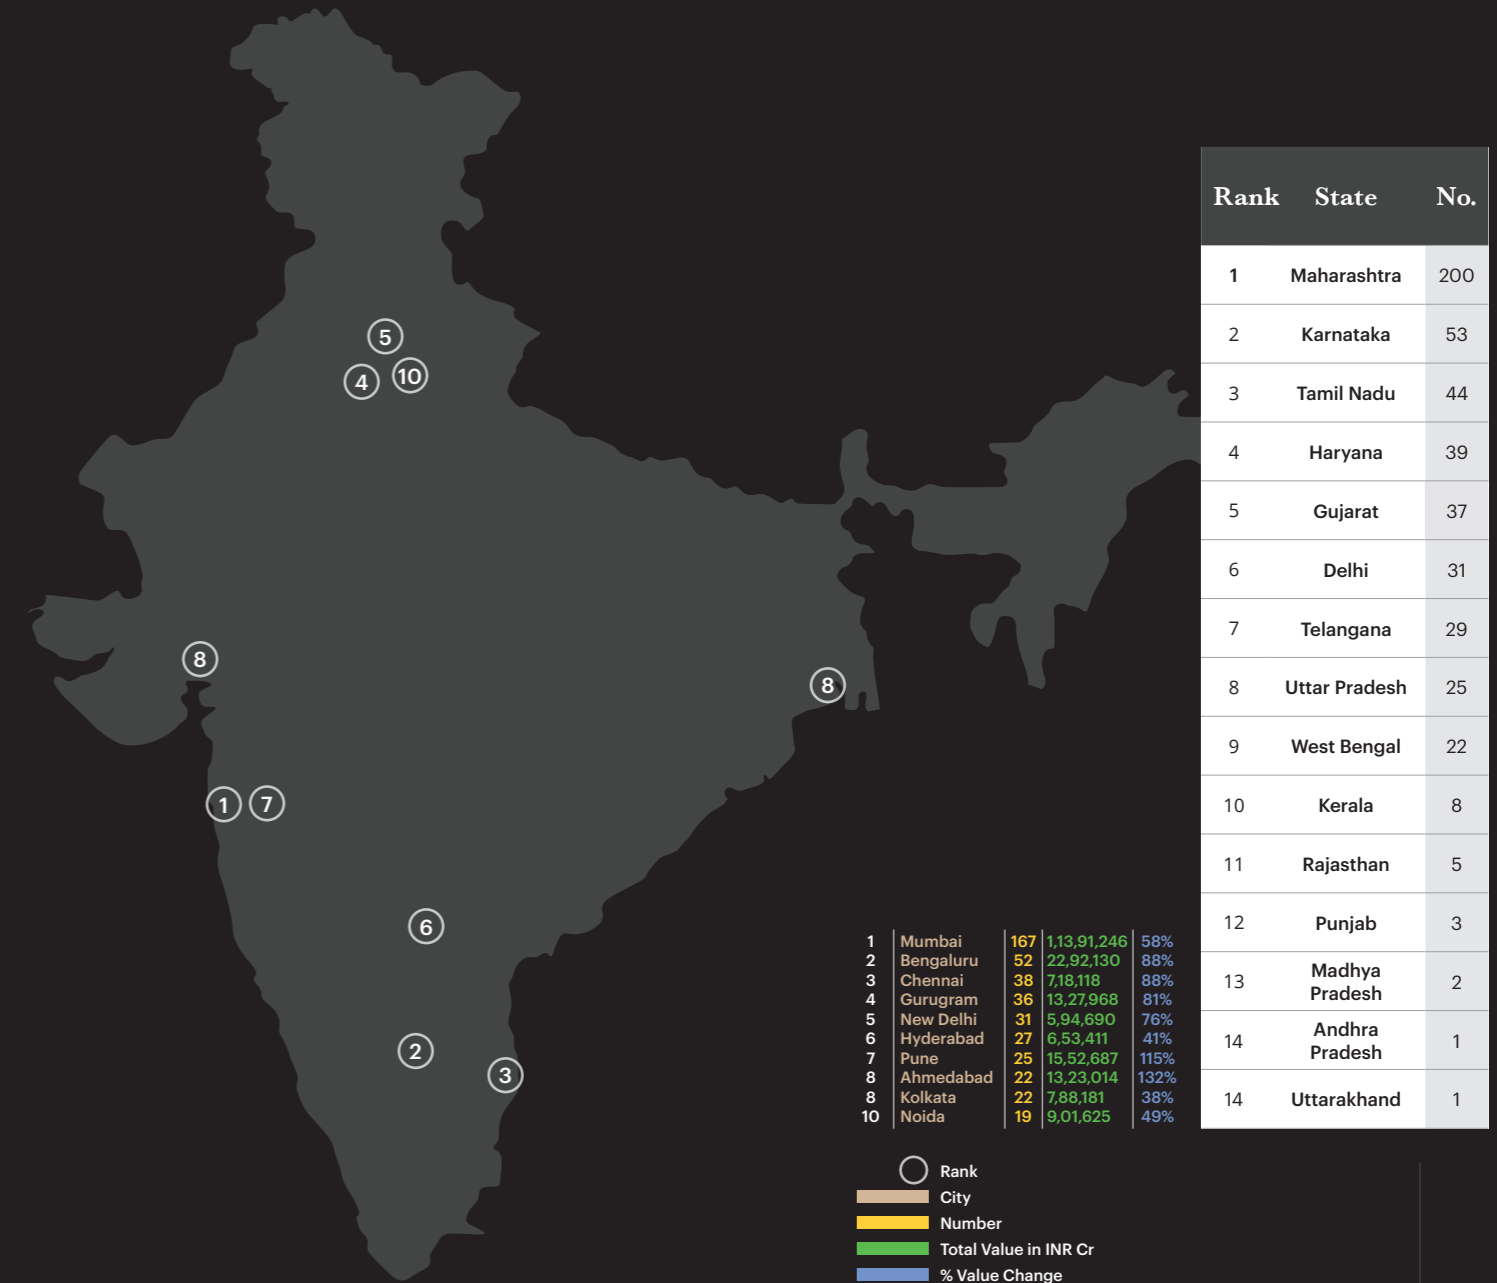 5
4
10
8
8
1
7
6
2
3
Rank State No.
1 Maharashtra 200
2 Karnataka 53
3 Tamil Nadu 44
4 Haryana 39
5 Gujarat 37
6 Delhi 31
7 Telangana 29
8 Uttar Pradesh 25
9 West Bengal 22
10 Kerala 8
11 Rajasthan 5
12 Punjab 3
13 Madhya
Pradesh 2
14 Andhra
Pradesh 1
14 Uttarakhand 1
1 Mumbai 167 1,13,91,246 58%
2 Bengaluru 52 22,92,130 88%
3 Chennai 38 7,18,118 88%
4 Gurugram 36 13,27,968 81%
5 New Delhi 31 5,94,690 76%
6 Hyderabad 27 6,53,411 41%
7 Pune 25 15,52,687 115%
8 Ahmedabad 22 13,23,014 132%
8 Kolkata 22 7,88,181 38%
10 Noida 19 9,01,625 49%
Rank
City
Number
Total Value in INR Cr
% Value Change